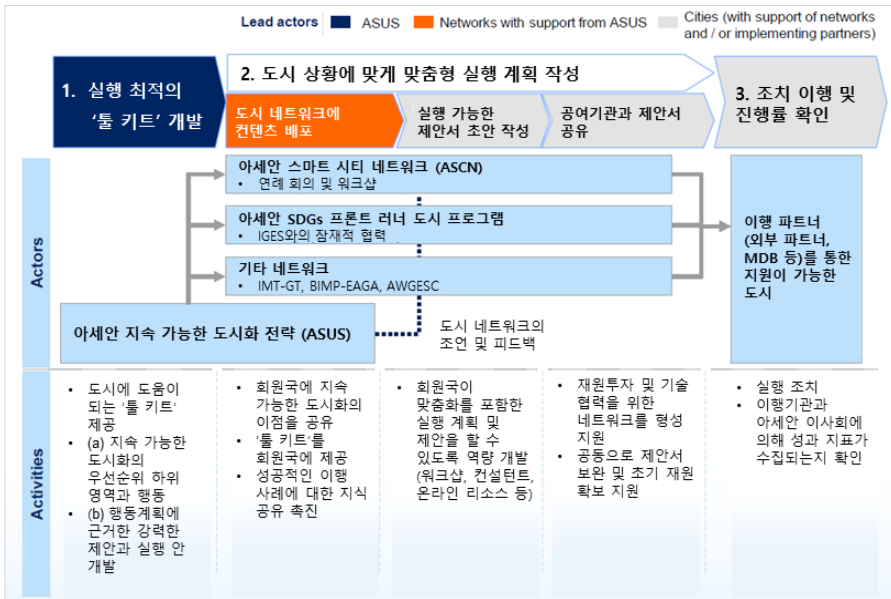 Lead actors ASUS Networks with support from ASUS Cities (with support of networks
and / or implementing partners)
1. 실행 최적의
'툴 키트' 개발
2. 도시 상황에 맞게 맞춤형 실행 계획 작성
도시 네트워크에
컨텐츠 배포
실행 가능한
제안서 초안 작성
공여기관과 제안서
공유
3. 조치 이행 및
진행률 확인
Actors
아세안 스마트 시티 네트워크 (ASCN)
• 연례 회의 및 워크샵
아세안 SDGs 프론트 러너 도시 프로그램
• IGES와의 잠재적 협력
기타 네트워크
• IMT-GT, BIMP-EAGA, AWGESC
아세안 지속 가능한 도시화 전략 (ASUS)
도시 네트워크의
조언 및 피드백
이행 파트너
(외부 파트너,
MDB 등)를 통한
지원이 가능한
도시
Activities
• 도시에 도움이
되는 '툴 키트'
제공
• (a) 지속 가능한
도시화의
우선순위 하위
영역과 행동
• (b) 행동계획에
근거한 강력한
제안과 실행 안
개발
• 회원국에 지속
가능한 도시화의
이점을 공유
• '툴 키트'를
회원국에 제공
• 성공적인 이행
사례에 대한 지식
공유 촉진
• 회원국이
맞춤화를 포함한
실행 계획 및
제안을 할 수
있도록 역량 개발
(워크샵, 컨설턴트,
온라인 리소스 등)
• 재원투자 및 기술
협력을 위한
네트워크를 형성
지원
• 공동으로 제안서
보완 및 초기 재원
확보 지원
• 실행 조치
• 이행기관과
아세안 이사회에
의해 성과 지표가
수집되는지 확인